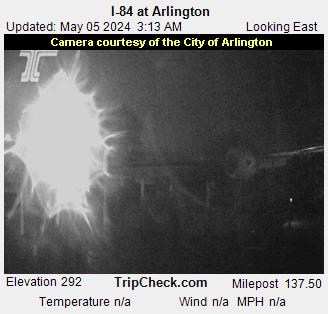 I-84 at Arlington
Updated: May 05 2024 3:13 AM Looking East
Camera courtesy of the City of Arlington
Elevation 292 TripCheck.com Milepost 137.50
Temperature n/a Wind n/a MPH n/a